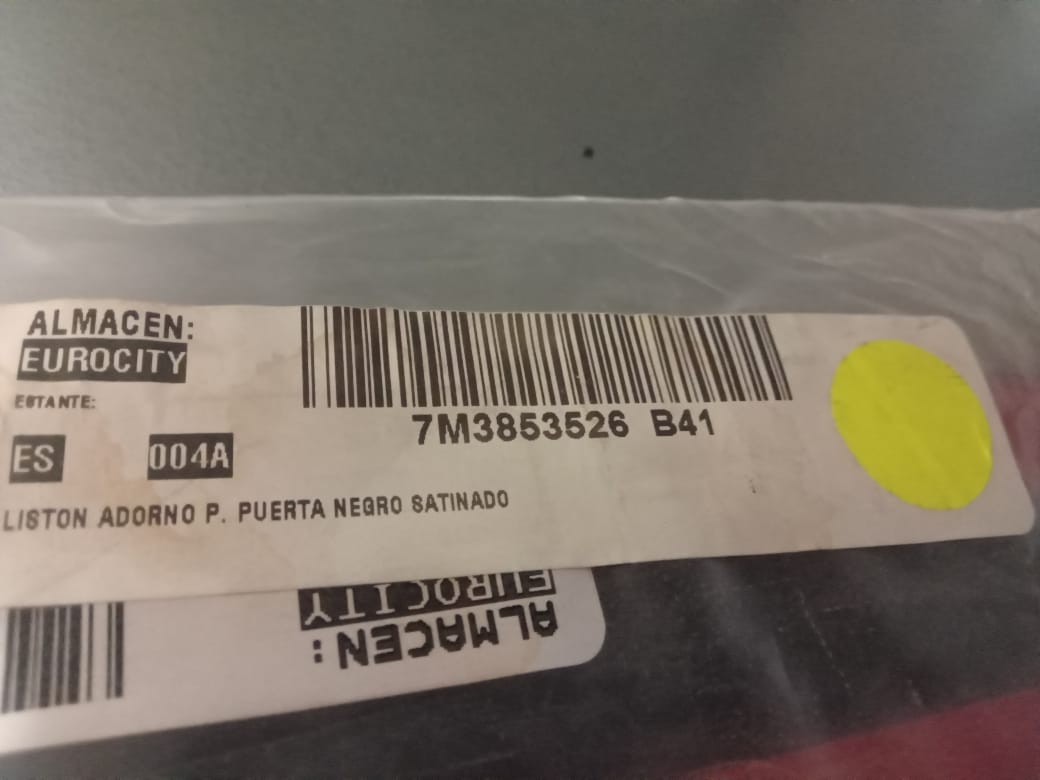 ALMACEN:
EUROCITY
ESTANTE:
ES 004A
7M3853526 B41
LISTON ADORNO P. PUERTA NEGRO SATINADO
ALMACEN:
EUROCITY